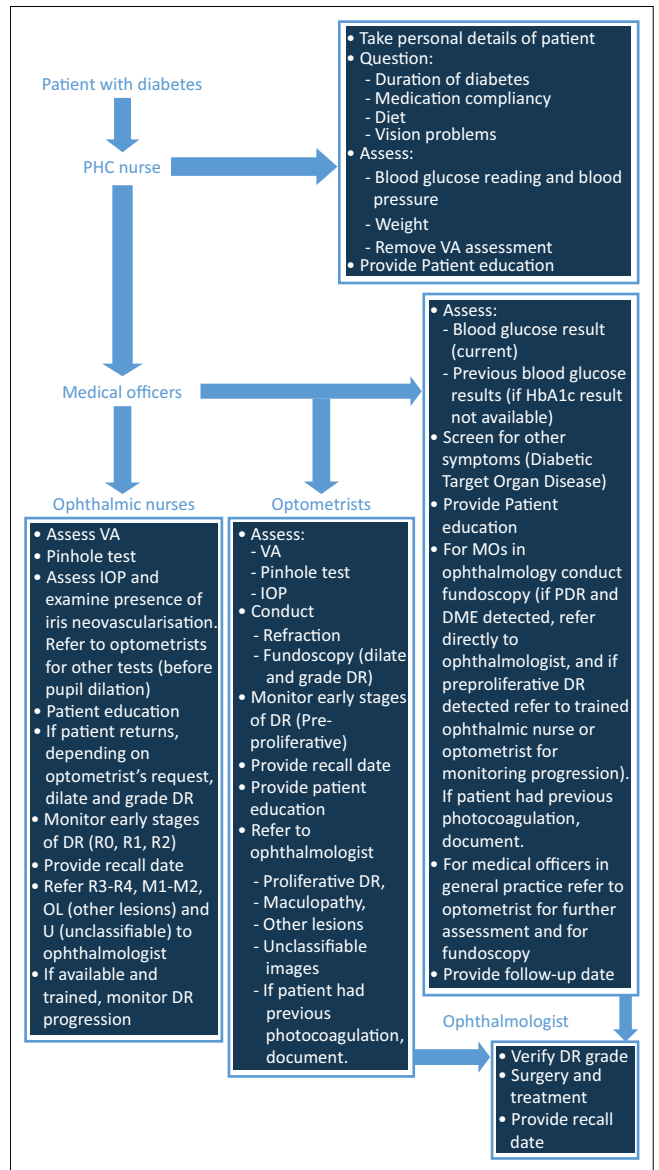 Patient with diabetes
PHC nurse
• Take personal details of patient
• Question:
- Duration of diabetes
- Medication compliancy
- Diet
- Vision problems
• Assess:
- Blood glucose reading and blood
pressure
- Weight
- Remove VA assessment
• Provide Patient education
Medical officers
• Assess:
- Blood glucose result
(current)
- Previous blood glucose
results (if HbA1c result
not available)
• Screen for other
symptoms (Diabetic
Target Organ Disease)
• Provide Patient
education
• For MOs in
ophthalmology conduct
fundoscopy (if PDR and
DME detected, refer
directly to
ophthalmologist, and if
preproliferative DR
detected refer to trained
ophthalmic nurse or
optometrist for
monitoring progression).
If patient had previous
photocoagulation,
document.
• For medical officers in
general practice refer to
optometrist for further
assessment and for
fundoscopy
• Provide follow-up date
Ophthalmic nurses
• Assess VA
• Pinhole test
• Assess IOP and
examine presence of
iris neovascularisation.
Refer to optometrists
for other tests (before
pupil dilation)
• Patient education
• If patient returns,
depending on
optometrist's request,
dilate and grade DR
• Monitor early stages
of DR (R0, R1, R2)
• Provide recall date
• Refer R3-R4, M1-M2,
OL (other lesions) and
U (unclassifiable) to
ophthalmologist
• If available and
trained, monitor DR
progression
Optometrists
• Assess:
- VA
- Pinhole test
- IOP
• Conduct
- Refraction
- Fundoscopy (dilate
and grade DR)
• Monitor early stages
of DR (Pre-
proliferative)
• Provide recall date
• Provide patient
education
• Refer to
ophthalmologist
- Proliferative DR,
- Maculopathy,
- Other lesions
- Unclassifiable
images
- If patient had
previous
photocoagulation,
document.
Ophthalmologist
• Verify DR grade
• Surgery and
treatment
• Provide recall
date